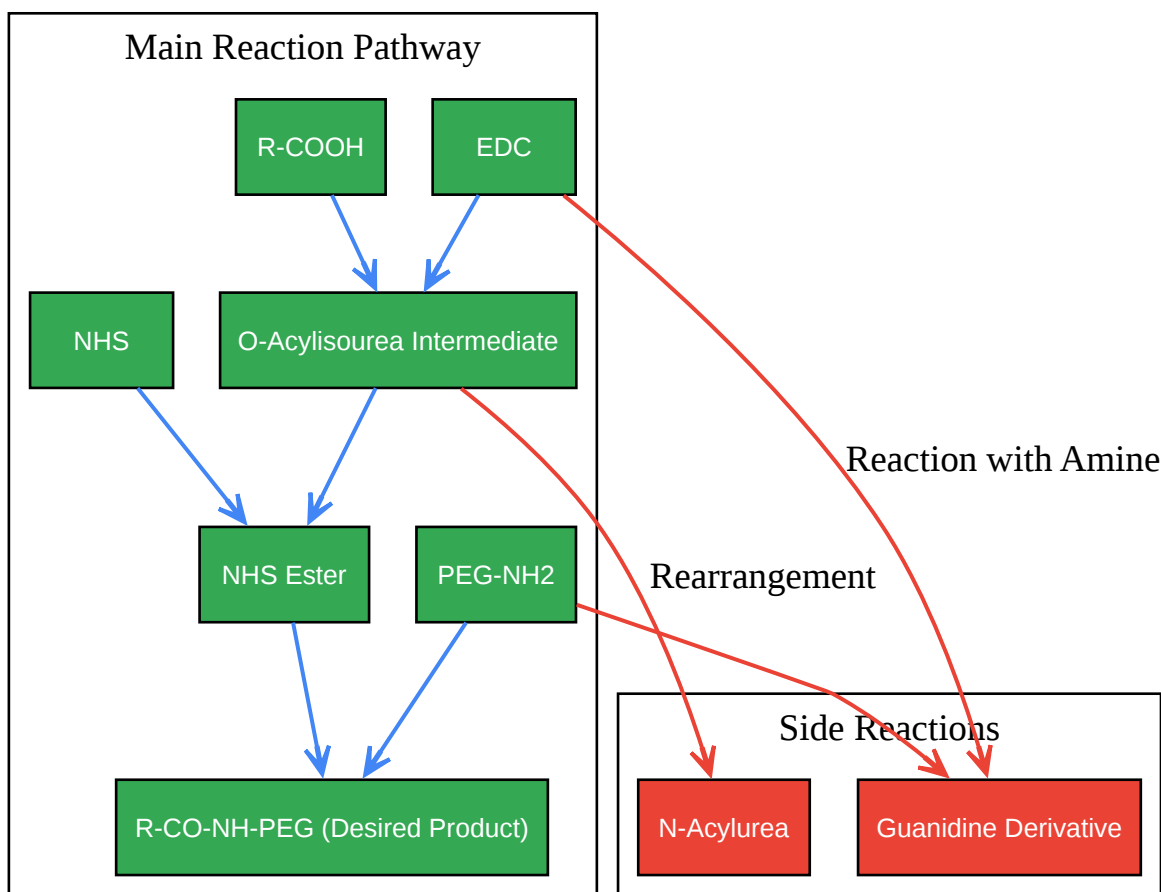 Main Reaction Pathway
R-COOH
EDC
NHS
O-Acylisourea Intermediate
Reaction with Amine
NHS Ester
PEG-NH2
Rearrangement
Side Reactions
R-CO-NH-PEG (Desired Product)
N-Acylurea
Guanidine Derivative